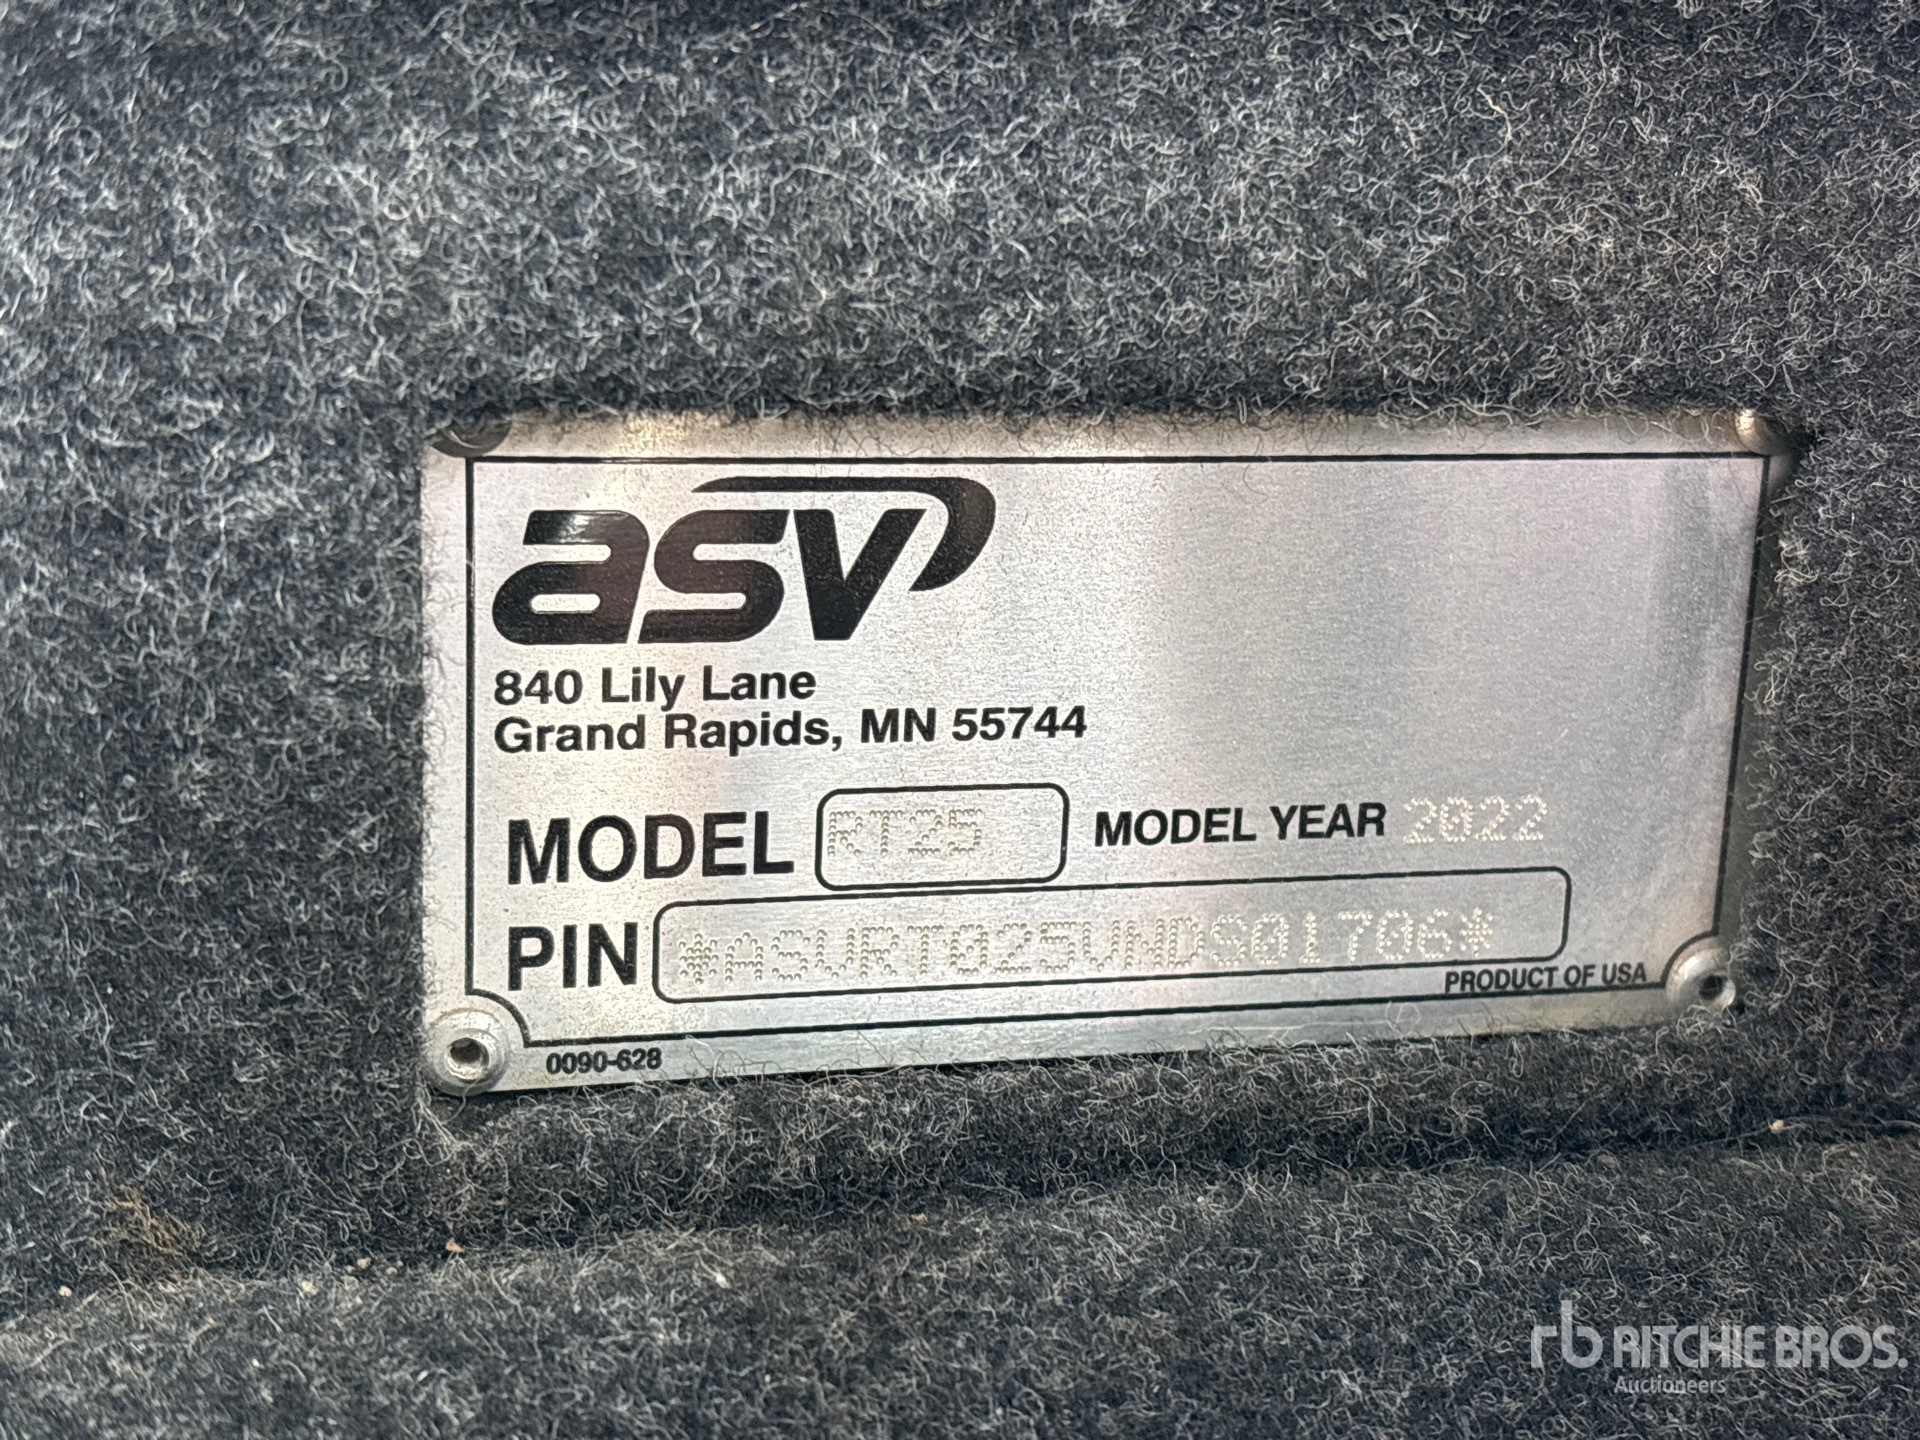 asv
840 Lily Lane
Grand Rapids, MN 55744
MODEL RT25 MODEL YEAR 2022
PIN *ASVRT025VNDS01706*
PRODUCT OF USA
0090-628
rb RITCHIE BROS.
Auctioneers